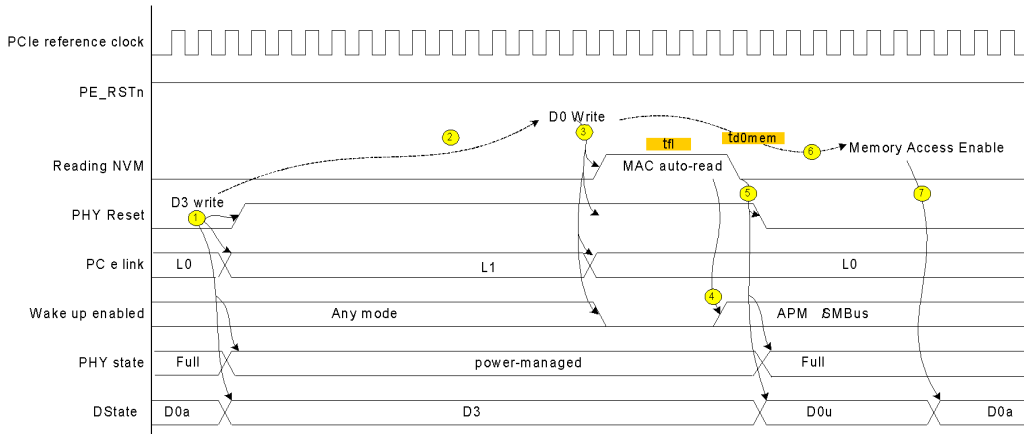 PCIe reference clock
PE_RSTn
D0 Write
2
3
tfl
td0mem
6
Memory Access Enable
Reading NVM
MAC auto-read
D3 write
5
7
1
PHY Reset
PC e link
L0
L1
L0
4
Wake up enabled
Any mode
APM /SMBus
PHY state
Full
power-managed
Full
DState
D0a
D3
D0u
D0a